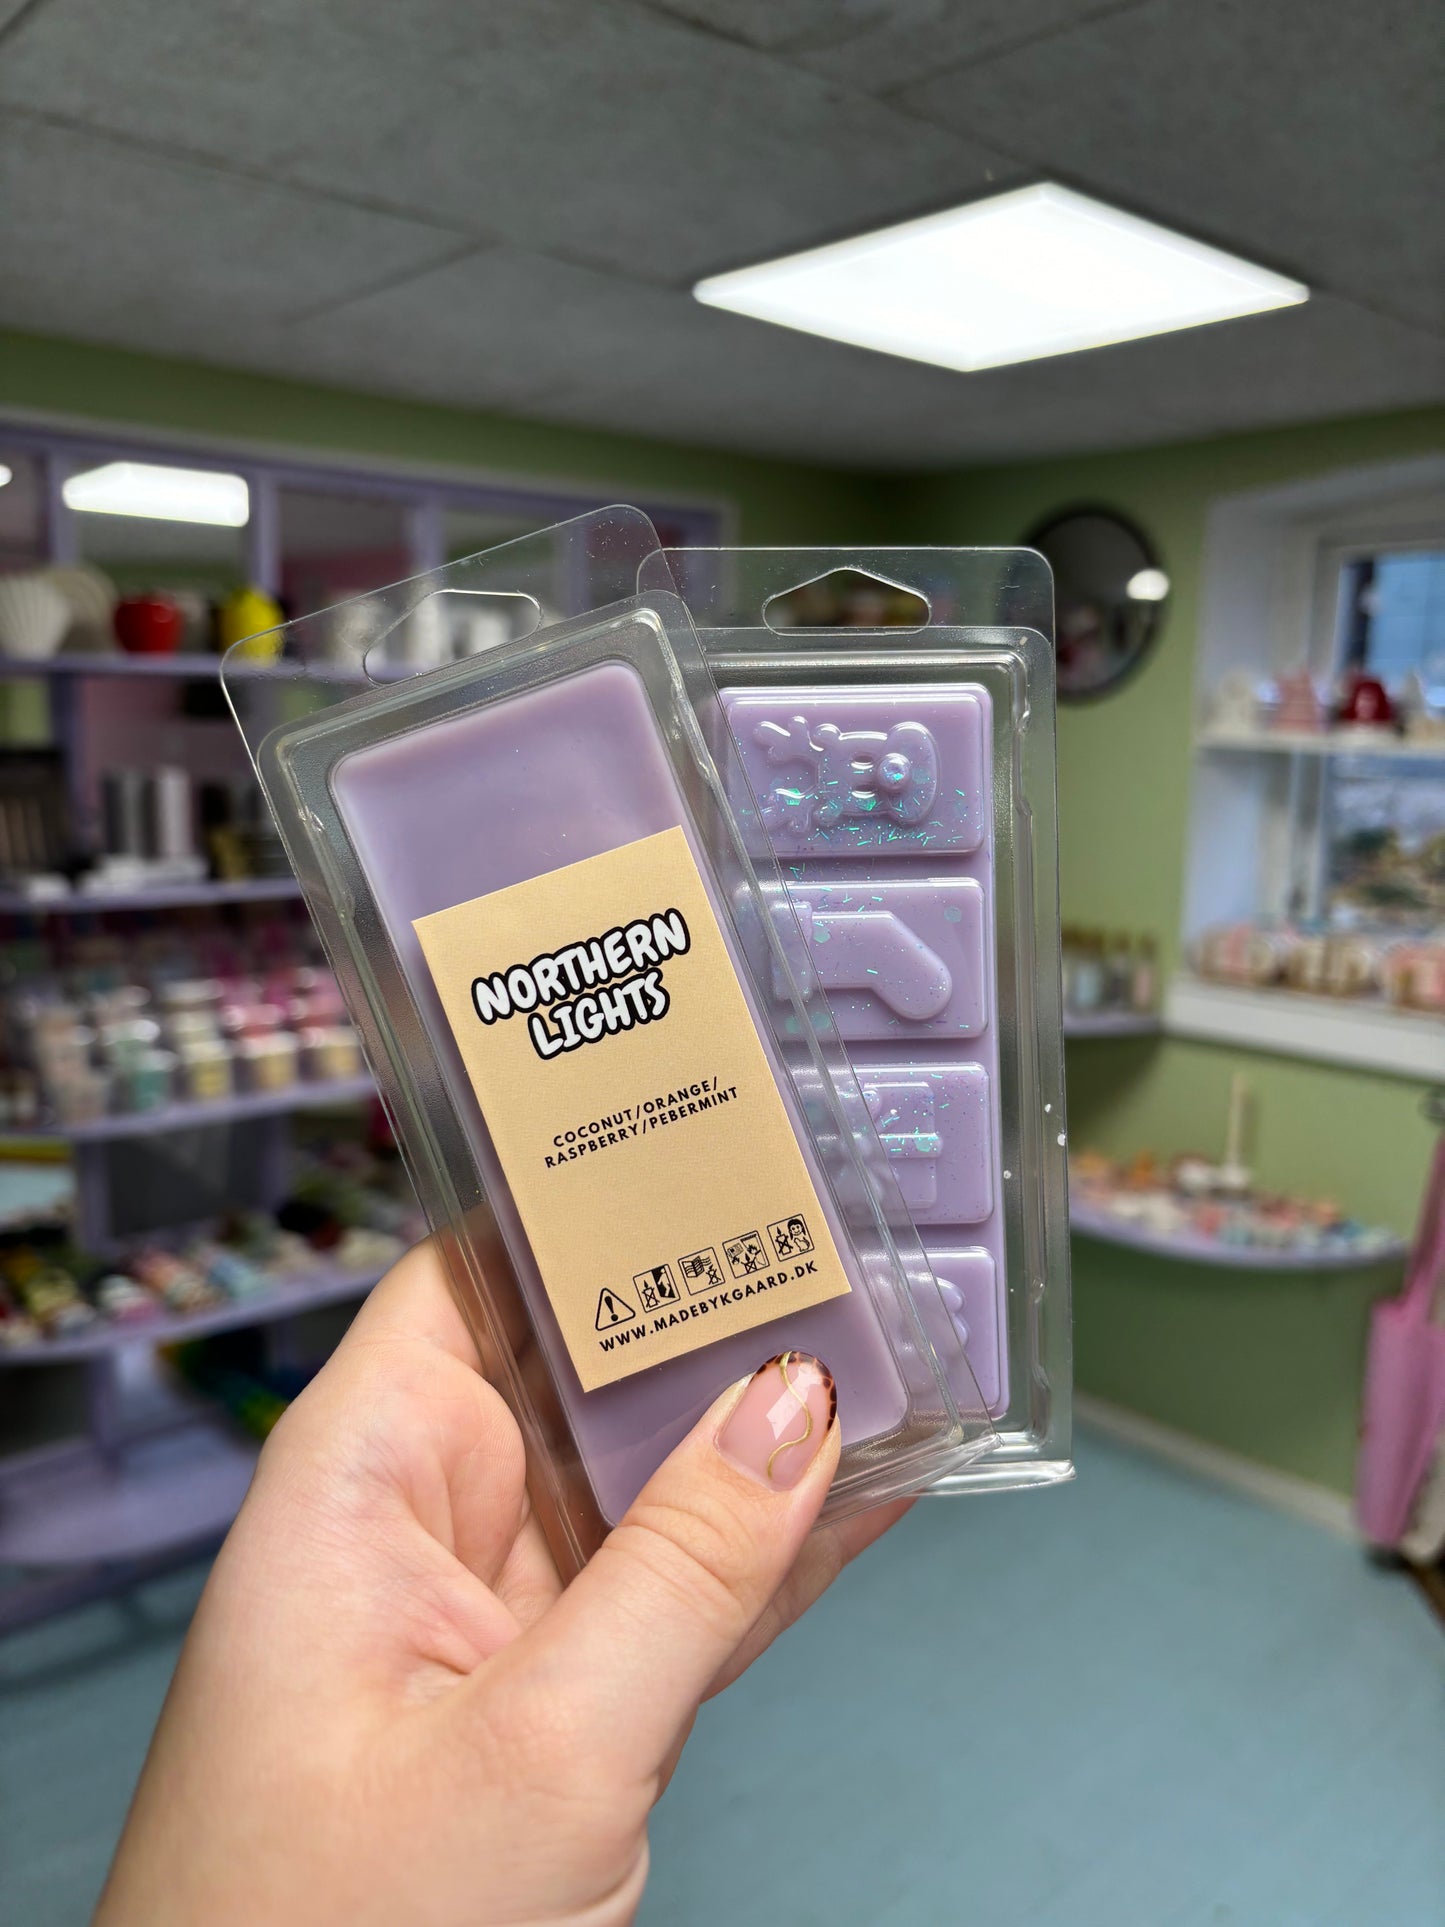 NORTHERN
LIGHTS
COCONUT/ORANGE/
RASPBERRY/PEBERMINT
WWW.MADEBYKGAARD.DK